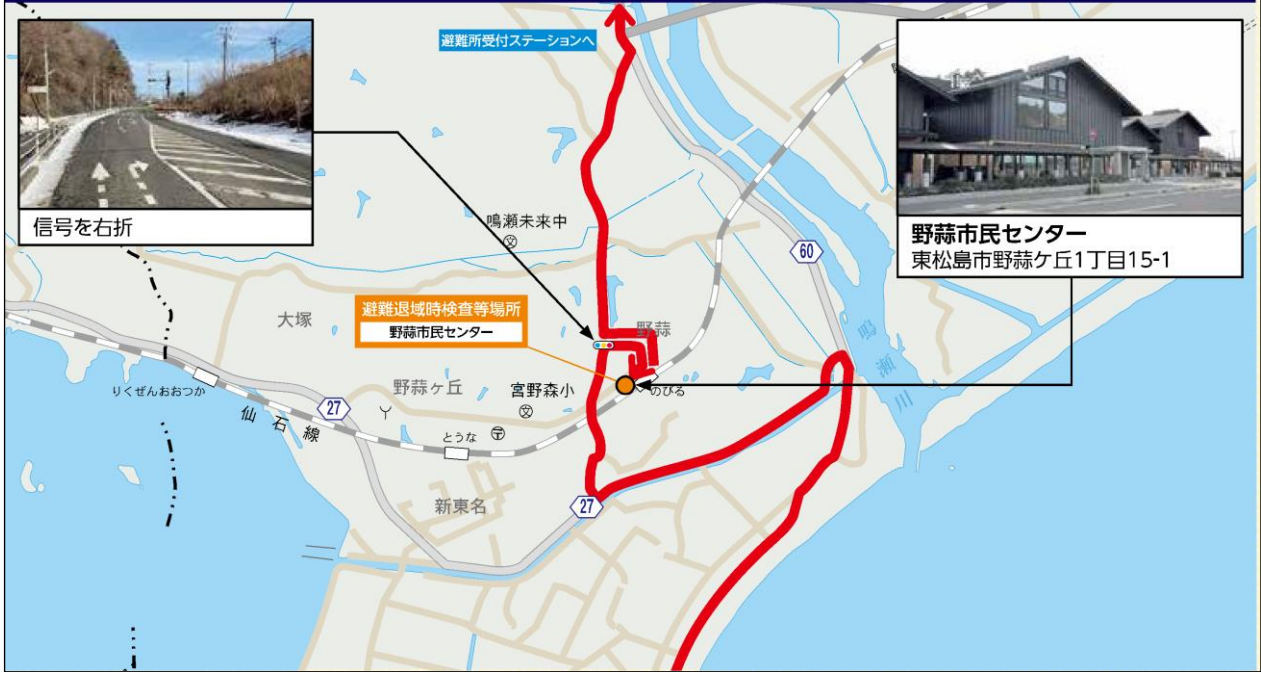 避難所受付ステーションへ
信号を右折
鳴瀬未来中
野蒜市民センター
東松島市野蒜ケ丘1丁目15-1
60
避難退域時検査等場所
野蒜市民センター
大塚
野蒜
鳴瀬川
りくぜんおおつか
野蒜ヶ丘
宮野森小
のびる
27
仙石線
とうな
新東名
27